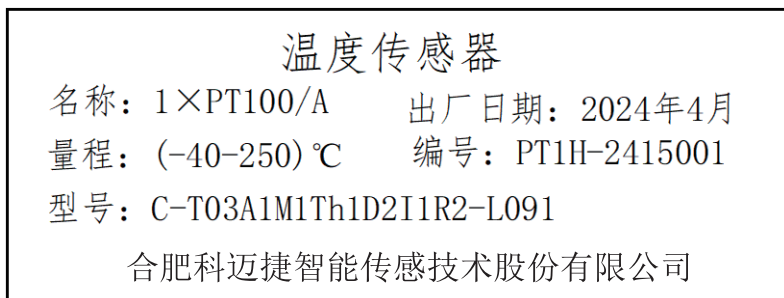 温度传感器
名称：1×PT100/A 出厂日期：2024年4月
量程：(-40-250)℃ 编号：PT1H-2415001
型号：C-T03A1M1Th1D2I1R2-L091
合肥科迈捷智能传感技术股份有限公司